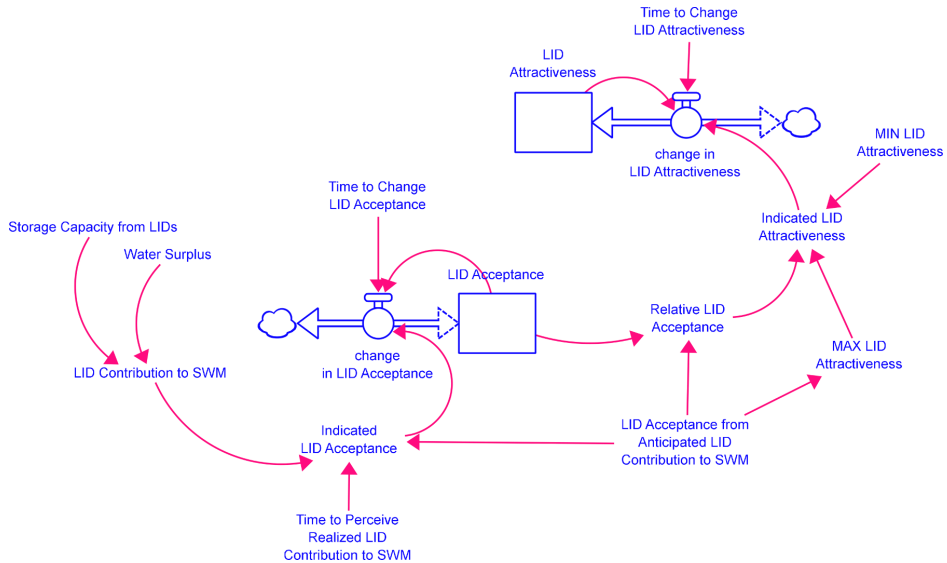 Time to Change
LID Attractiveness
LID
Attractiveness
change in
LID Attractiveness
MIN LID
Attractiveness
Time to Change
LID Acceptance
Indicated LID
Attractiveness
Storage Capacity from LIDs
Water Surplus
LID Acceptance
Relative LID
Acceptance
change
in LID Acceptance
MAX LID
Attractiveness
LID Contribution to SWM
Indicated
LID Acceptance
LID Acceptance from
Anticipated LID
Contribution to SWM
Time to Perceive
Realized LID
Contribution to SWM